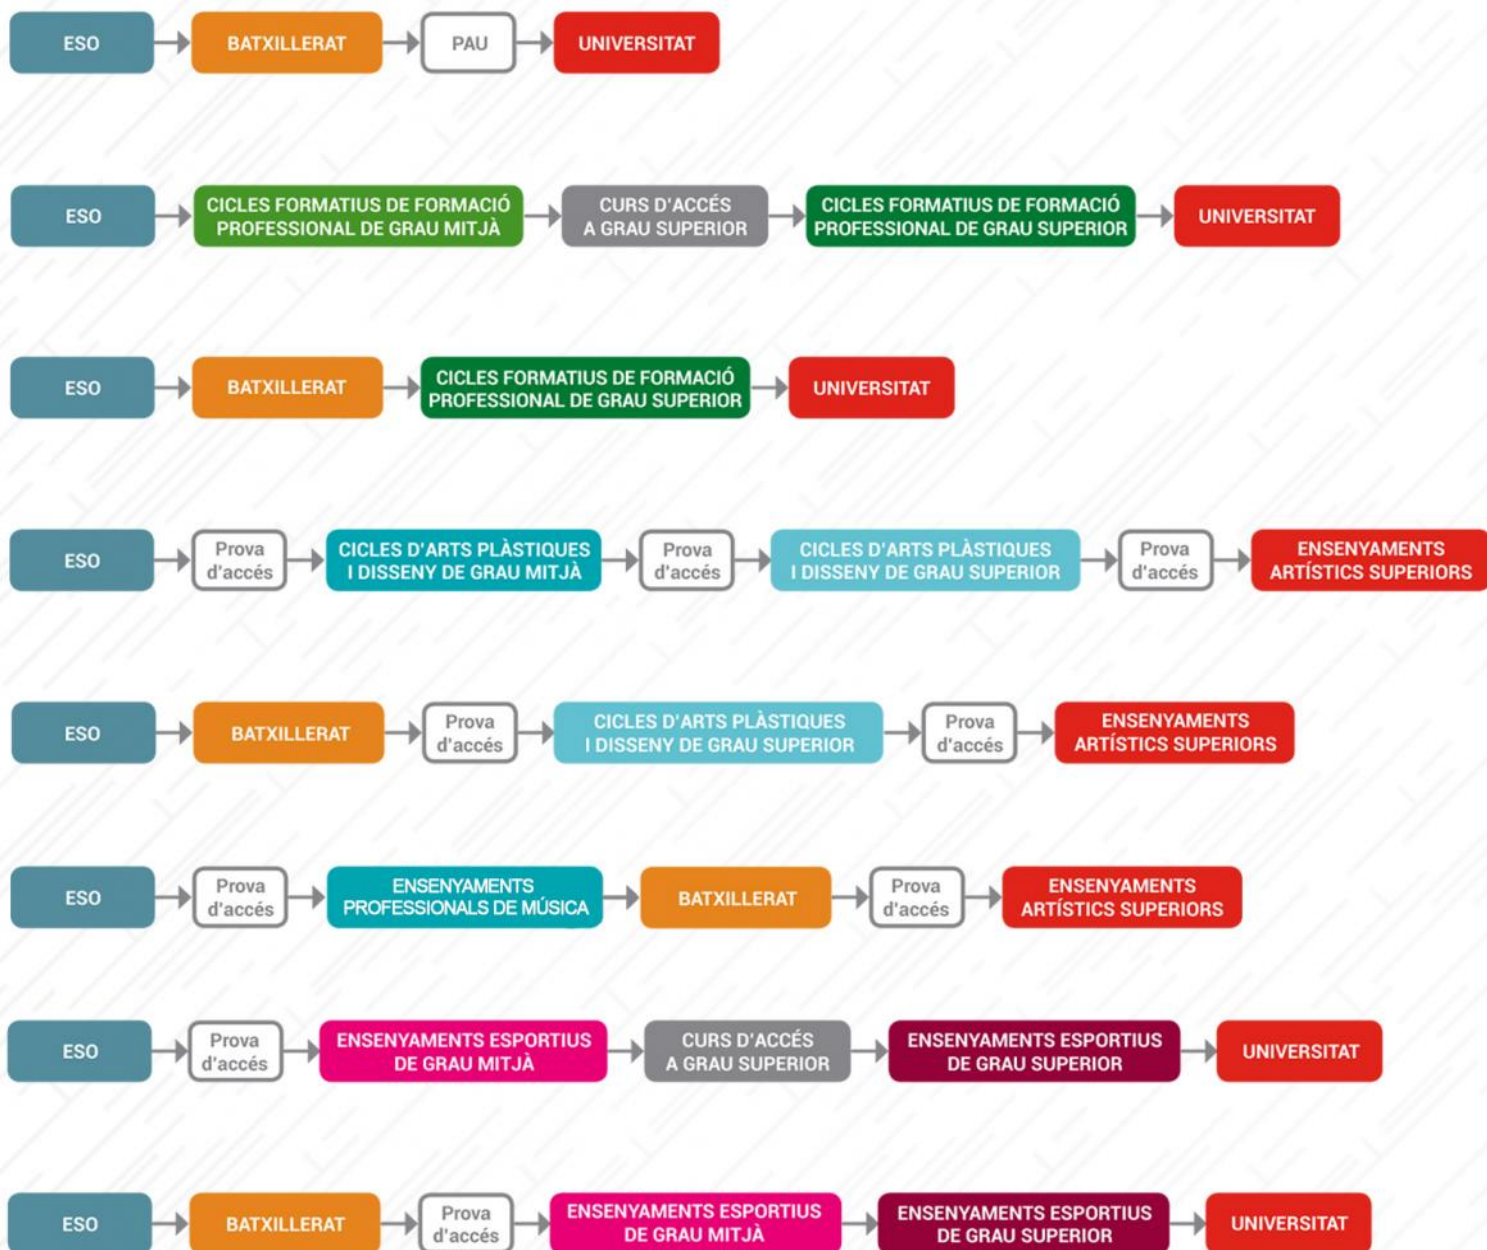 ESO
BATXILLERAT
PAU
UNIVERSITAT
ESO
CICLES FORMATIUS DE FORMACIÓ
PROFESSIONAL DE GRAU MITJÀ
CURS D'ACCÉS
A GRAU SUPERIOR
CICLES FORMATIUS DE FORMACIÓ
PROFESSIONAL DE GRAU SUPERIOR
UNIVERSITAT
ESO
BATXILLERAT
CICLES FORMATIUS DE FORMACIÓ
PROFESSIONAL DE GRAU SUPERIOR
UNIVERSITAT
ESO
Prova
d'accés
CICLES D'ARTS PLÀSTIQUES
I DISSENY DE GRAU MITJÀ
Prova
d'accés
CICLES D'ARTS PLÀSTIQUES
I DISSENY DE GRAU SUPERIOR
Prova
d'accés
ENSENYAMENTS
ARTÍSTICS SUPERIORS
ESO
BATXILLERAT
Prova
d'accés
CICLES D'ARTS PLÀSTIQUES
I DISSENY DE GRAU SUPERIOR
Prova
d'accés
ENSENYAMENTS
ARTÍSTICS SUPERIORS
ESO
Prova
d'accés
ENSENYAMENTS
PROFESSIONALS DE MÚSICA
BATXILLERAT
Prova
d'accés
ENSENYAMENTS
ARTÍSTICS SUPERIORS
ESO
Prova
d'accés
ENSENYAMENTS ESPORTIUS
DE GRAU MITJÀ
CURS D'ACCÉS
A GRAU SUPERIOR
ENSENYAMENTS ESPORTIUS
DE GRAU SUPERIOR
UNIVERSITAT
ESO
BATXILLERAT
Prova
d'accés
ENSENYAMENTS ESPORTIUS
DE GRAU MITJÀ
ENSENYAMENTS ESPORTIUS
DE GRAU SUPERIOR
UNIVERSITAT